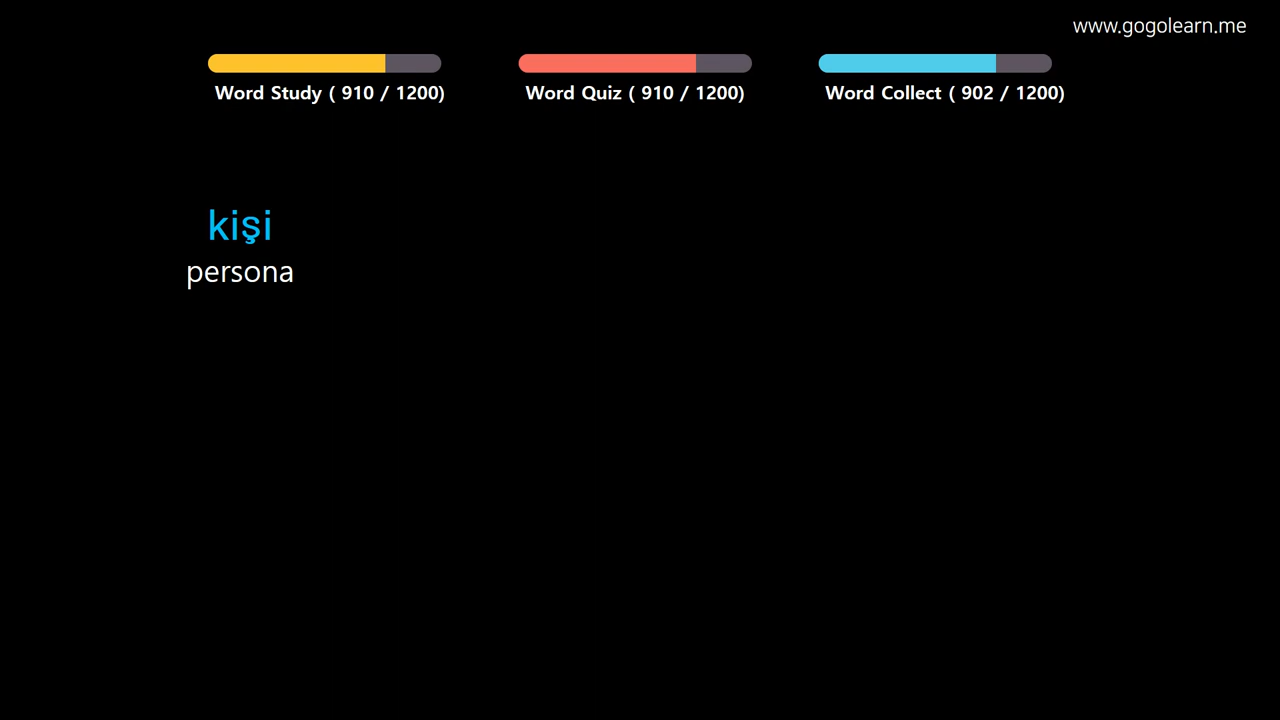 www.gogolearn.me
Word Study ( 910 / 1200)
Word Quiz ( 910 / 1200)
Word Collect ( 902 / 1200)
kişi
persona